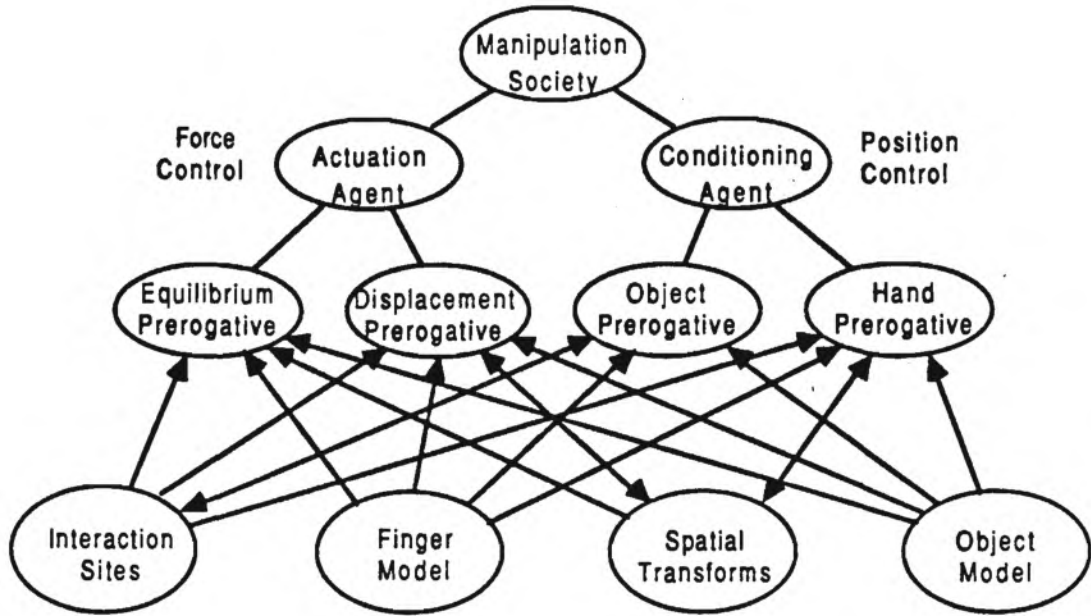 Manipulation
Society
Force
Control
Actuation
Agent
Conditioning
Agent
Position
Control
Equilibrium
Prerogative
Displacement
Prerogative
Object
Prerogative
Hand
Prerogative
Interaction
Sites
Finger
Model
Spatial
Transforms
Object
Model